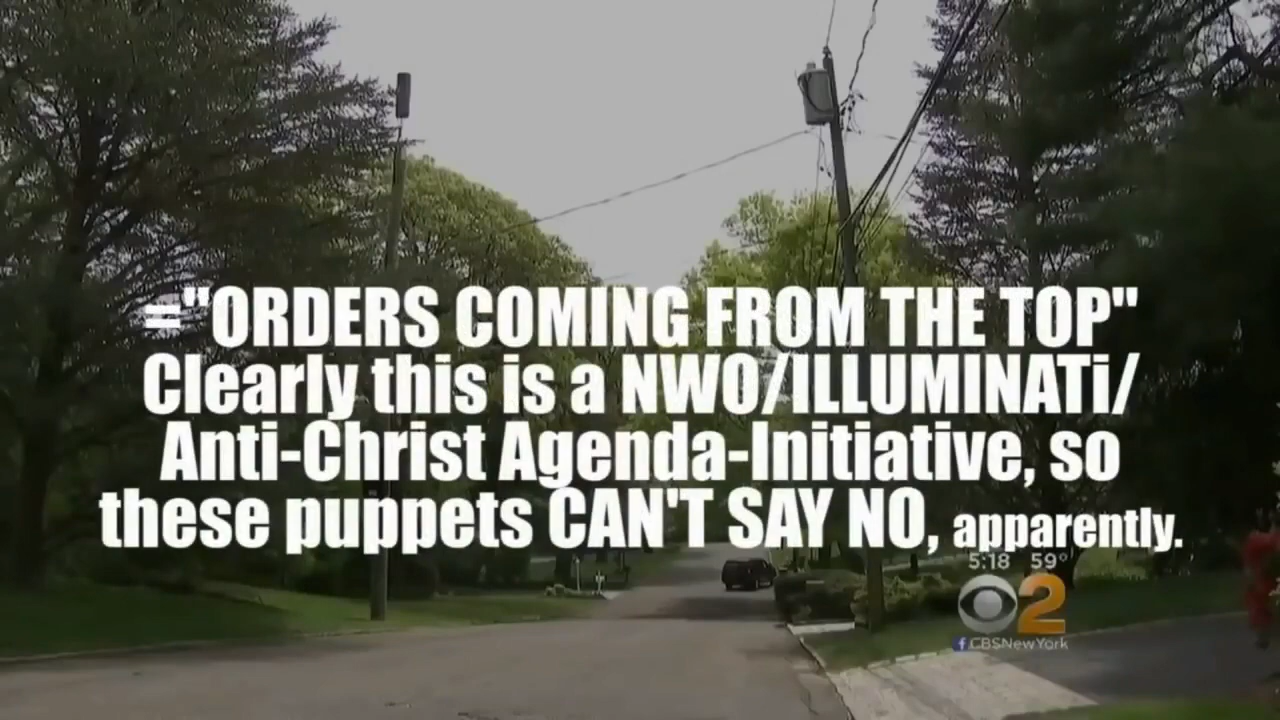 ="ORDERS COMING FROM THE TOP"
Clearly this is a NWO/ILLUMINATi/
Anti-Christ Agenda-Initiative, so
these puppets CAN'T SAY NO, apparently.
5:18 59°
2
f CBSNewYork